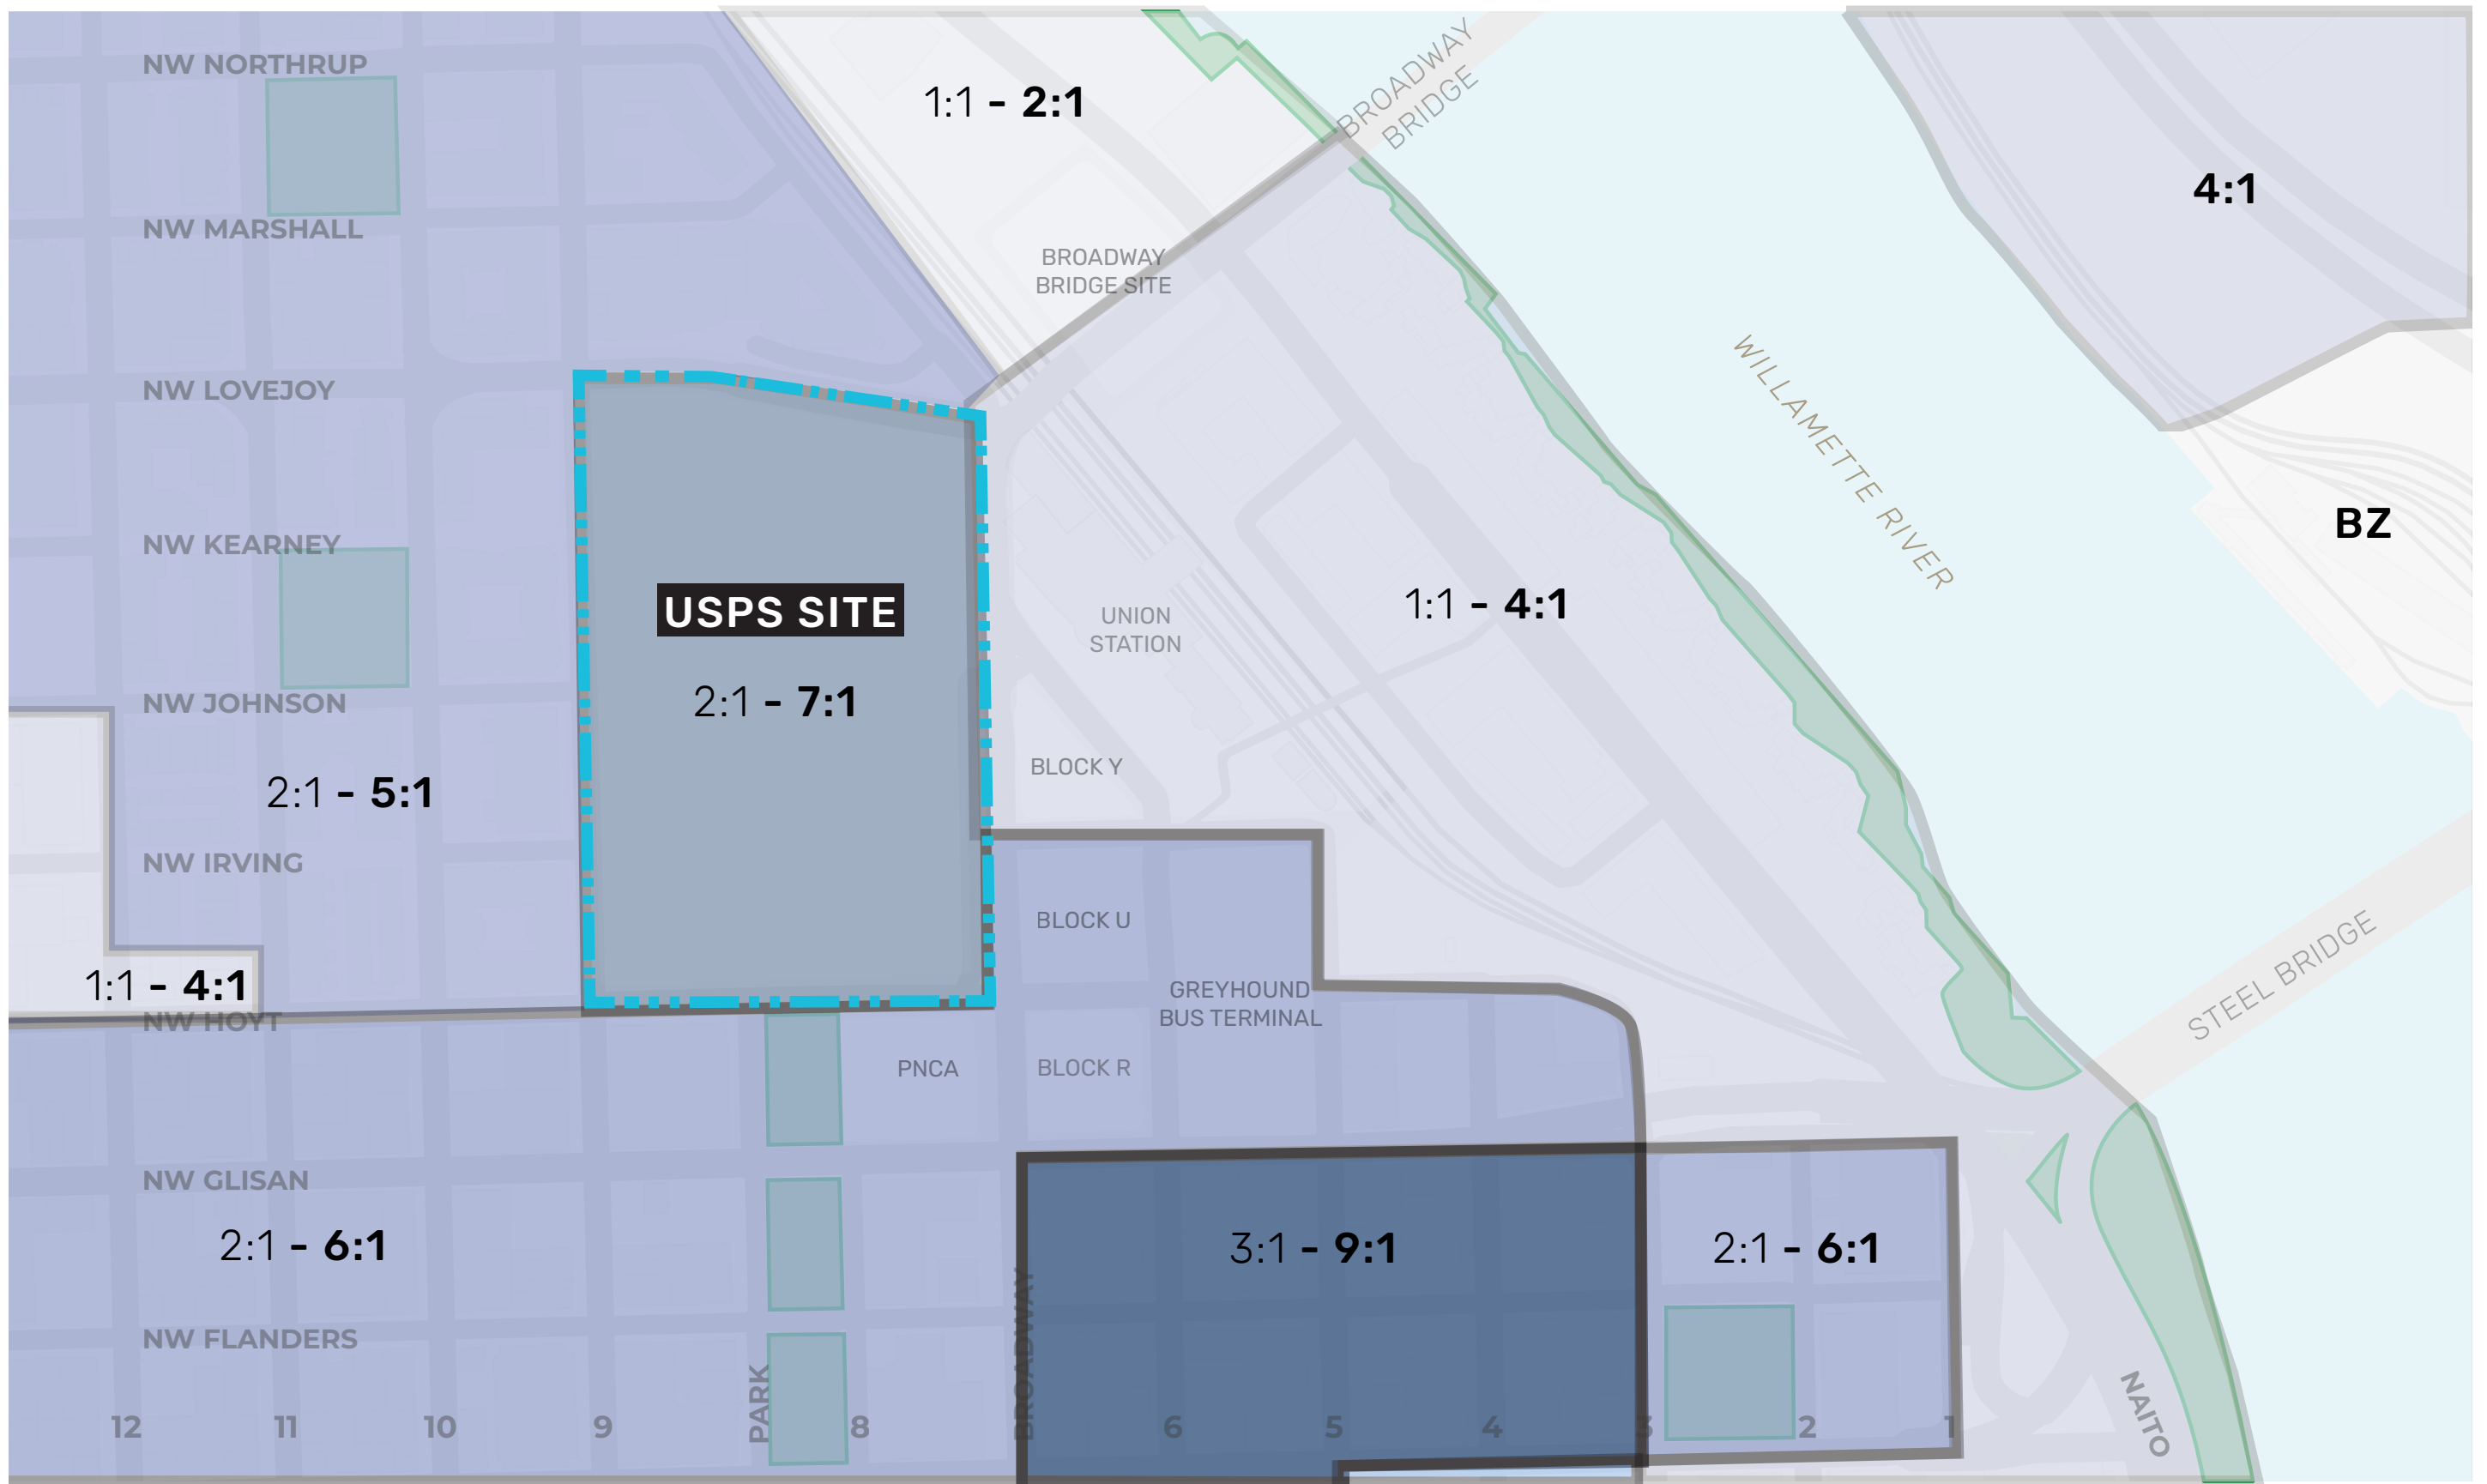 NW NORTHRUP
1:1 - 2:1
BROADWAY
BRIDGE
4:1
NW MARSHALL
BROADWAY
BRIDGE SITE
NW LOVEJOY
WILLAMETTE RIVER
BZ
NW KEARNEY
USPS SITE
2:1 - 7:1
UNION
STATION
1:1 - 4:1
NW JOHNSON
BLOCK Y
2:1 - 5:1
NW IRVING
BLOCK U
1:1 - 4:1
GREYHOUND
BUS TERMINAL
STEEL BRIDGE
NW HOYT
PNCA
BLOCK R
NW GLISAN
2:1 - 6:1
3:1 - 9:1
2:1 - 6:1
NW FLANDERS
PARK
BROADWAY
NAITO
12
11
10
9
8
6
5
4
3
2
1